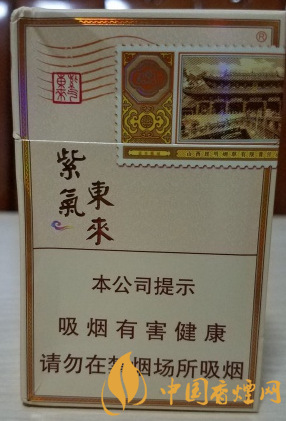 ®
紫氣
東來
本公司提示
吸烟有害健康
请勿在禁烟场所吸烟
中国香烟网